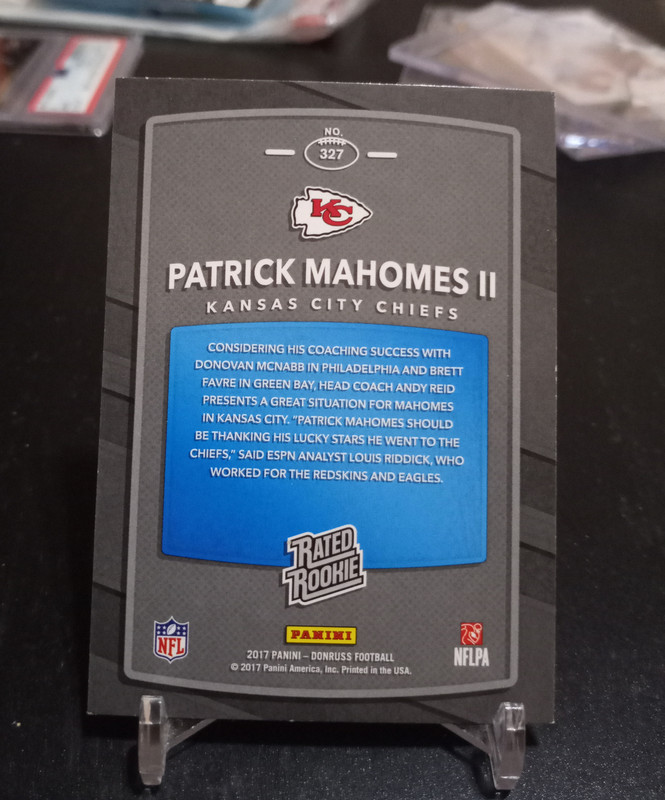 NO.
327
KC
PATRICK MAHOMES II
KANSAS CITY CHIEFS
CONSIDERING HIS COACHING SUCCESS WITH
DONOVAN MCNABB IN PHILADELPHIA AND BRETT
FAVRE IN GREEN BAY, HEAD COACH ANDY REID
PRESENTS A GREAT SITUATION FOR MAHOMES
IN KANSAS CITY. "PATRICK MAHOMES SHOULD
BE THANKING HIS LUCKY STARS HE WENT TO THE
CHIEFS," SAID ESPN ANALYST LOUIS RIDDICK, WHO
WORKED FOR THE REDSKINS AND EAGLES.
RATED
ROOKIE
PANINI
NFL
NFLPA
2017 PANINI – DONRUSS FOOTBALL
© 2017 Panini America, Inc. Printed in the USA.